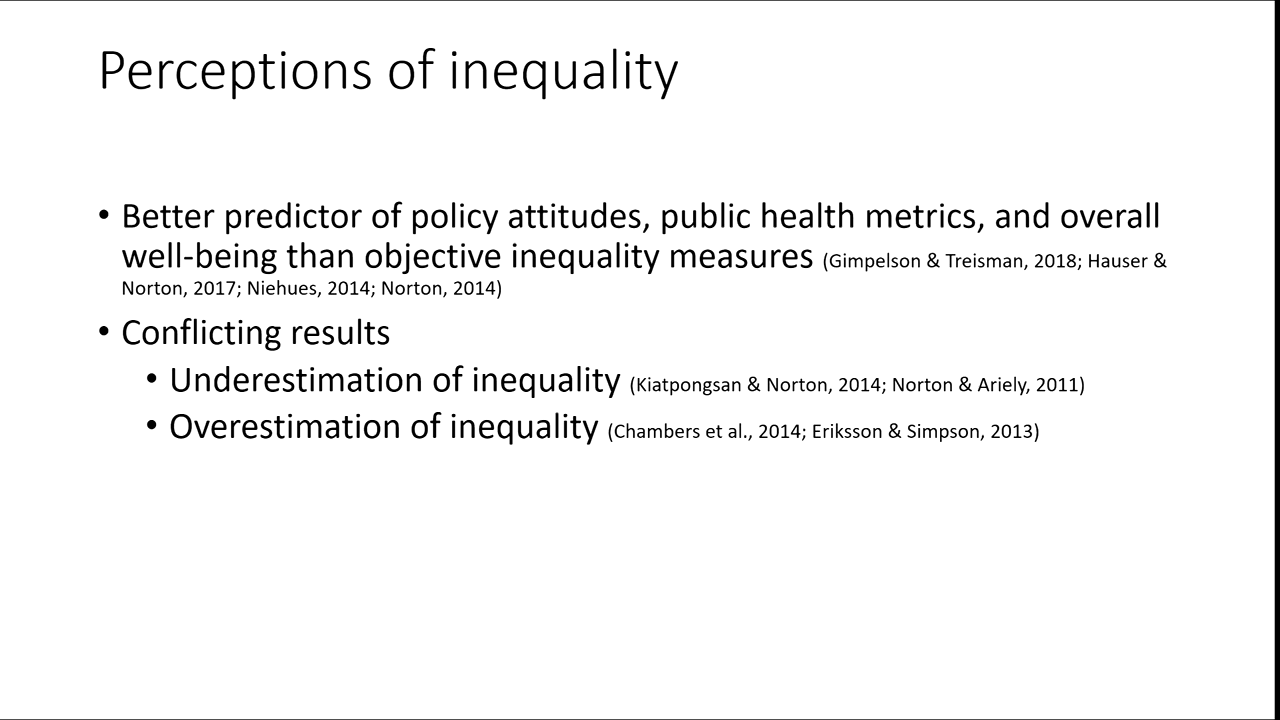 Perceptions of inequality
• Better predictor of policy attitudes, public health metrics, and overall
well-being than objective inequality measures (Gimpelson & Treisman, 2018; Hauser &
Norton, 2017; Niehues, 2014; Norton, 2014)
• Conflicting results
• Underestimation of inequality (Kiatpongsan & Norton, 2014; Norton & Ariely, 2011)
• Overestimation of inequality (Chambers et al., 2014; Eriksson & Simpson, 2013)